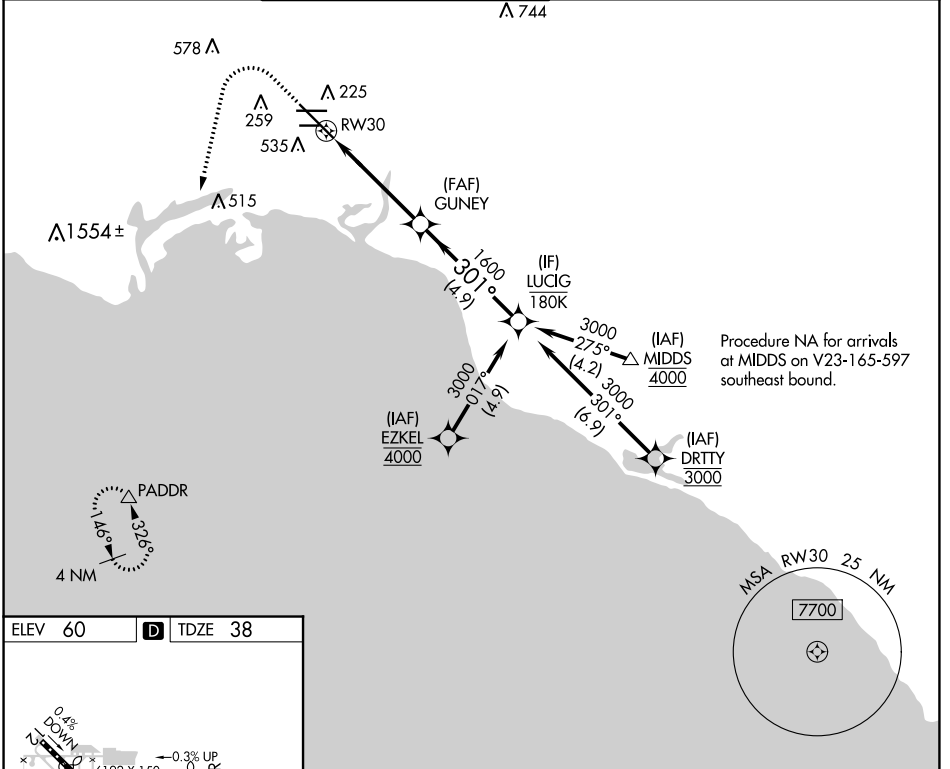 744
578
225
259
RW30
535
(FAF)
GUNEY
515
1554 ±
1600
301°
(4.9)
(IF)
LUCIG
180K
3000
275°
(4.2)
(IAF)
MIDDS
4000
Procedure NA for arrivals
at MIDDS on V23-165-597
southeast bound.
3000
017°
(4.9)
3000
301°
(6.9)
(IAF)
EZKEL
4000
(IAF)
DRTTY
3000
PADDR
146°
326°
4 NM
MSA RW30 25 NM
7700
ELEV 60
D
TDZE 38
0.4%
DOWN
12
0.3% UP